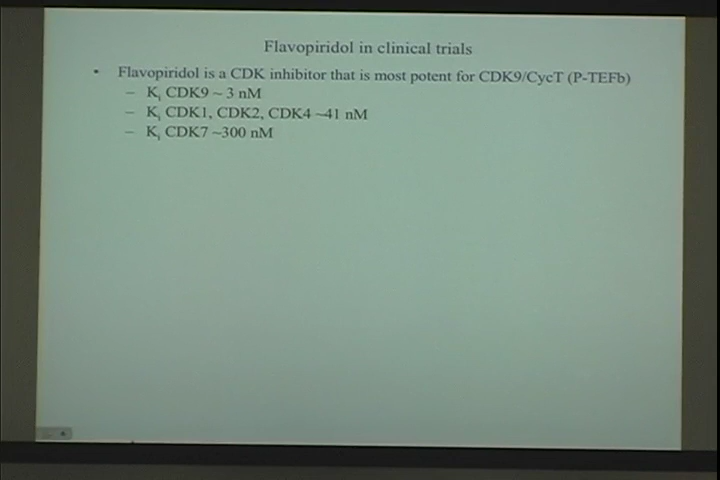 Flavopiridol in clinical trials
• Flavopiridol is a CDK inhibitor that is most potent for CDK9/CycT (P-TEFb)
– Ki CDK9 ~ 3 nM
– Ki CDK1, CDK2, CDK4 ~41 nM
– Ki CDK7 ~300 nM